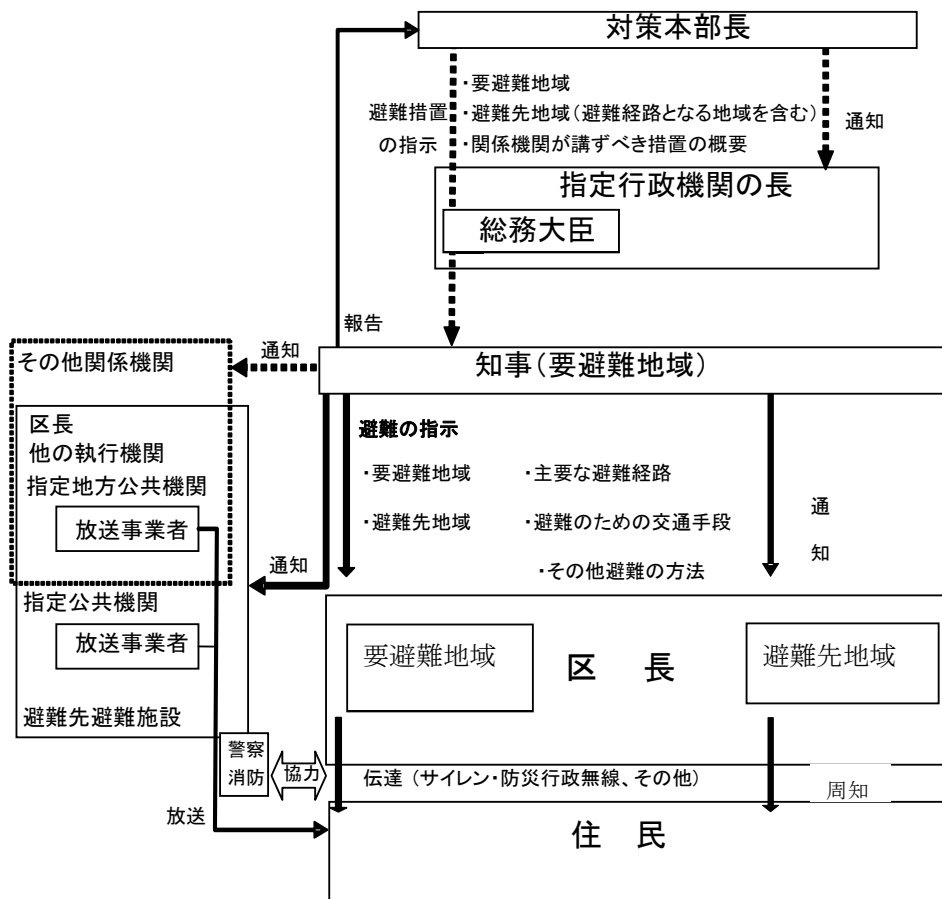 対策本部長
・要避難地域
避難措置
・避難先地域（避難経路となる地域を含む）
通知
の指示
・関係機関が講ずべき措置の概要
指定行政機関の長
総務大臣
報告
その他関係機関
通知
知事（要避難地域）
区長
他の執行機関
指定地方公共機関
放送事業者
避難の指示
・要避難地域
・主要な避難経路
・避難先地域
・避難のための交通手段
・その他避難の方法
通
知
通知
指定公共機関
放送事業者
避難先避難施設
要避難地域
区 長
避難先地域
警察
消防
協力
伝達（サイレン・防災行政無線、その他）
周知
放送
住 民